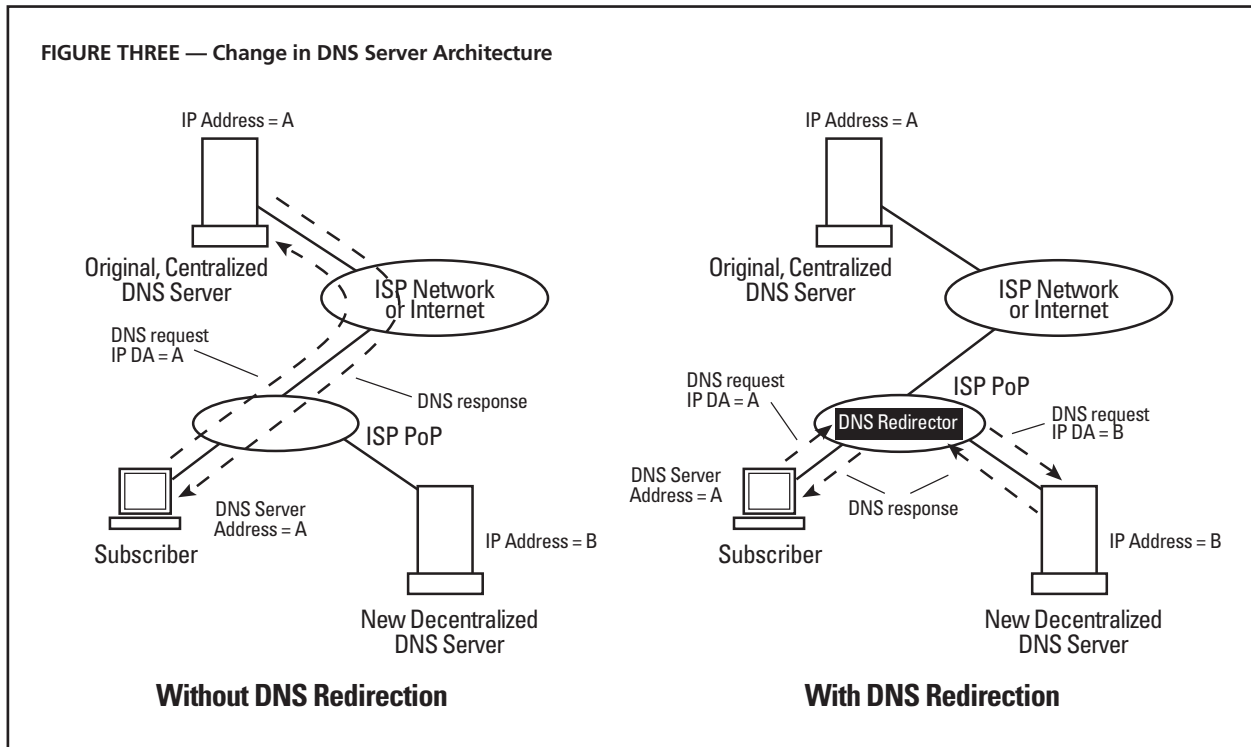 FIGURE THREE — Change in DNS Server Architecture
IP Address = A
Original, Centralized
DNS Server
ISP Network
or Internet
DNS request
IP DA = A
DNS response
ISP PoP
DNS Server
Address = A
Subscriber
IP Address = B
New Decentralized
DNS Server
Without DNS Redirection
IP Address = A
Original, Centralized
DNS Server
ISP Network
or Internet
DNS request
IP DA = A
ISP PoP
DNS Redirector
DNS request
IP DA = B
DNS Server
Address = A
DNS response
Subscriber
IP Address = B
New Decentralized
DNS Server
With DNS Redirection